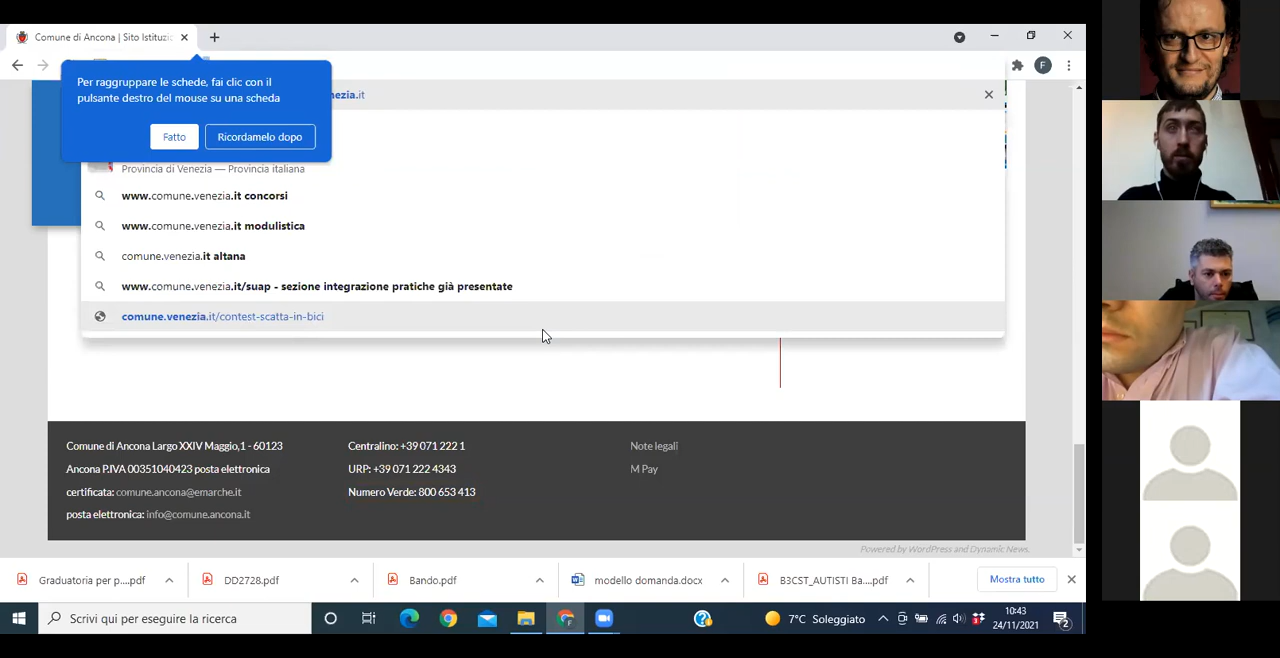 Comune di Ancona | Sito Istituzi
Per raggruppare le schede, fai clic con il
pulsante destro del mouse su una scheda
Fatto
Ricordamelo dopo
nezia.it
F
Provincia di Venezia — Provincia italiana
www.comune.venezia.it concorsi
www.comune.venezia.it modulistica
comune.venezia.it altana
www.comune.venezia.it/suap - sezione integrazione pratiche già presentate
comune.venezia.it/contest-scatta-in-bici
Comune di Ancona Largo XXIV Maggio,1 - 60123
Ancona P.IVA 00351040423 posta elettronica
certificata: comune.ancona@emarche.it
posta elettronica: info@comune.ancona.it
Centralino: +39 071 222 1
URP: +39 071 222 4343
Numero Verde: 800 653 413
Note legali
M Pay
Powered by WordPress and Dynamic News.
Graduatoria per p....pdf
DD2728.pdf
Bando.pdf
modello domanda.docx
B3CST_AUTISTI Ba....pdf
Mostra tutto
Scrivi qui per eseguire la ricerca
7°C Soleggiato
10:43
24/11/2021
2